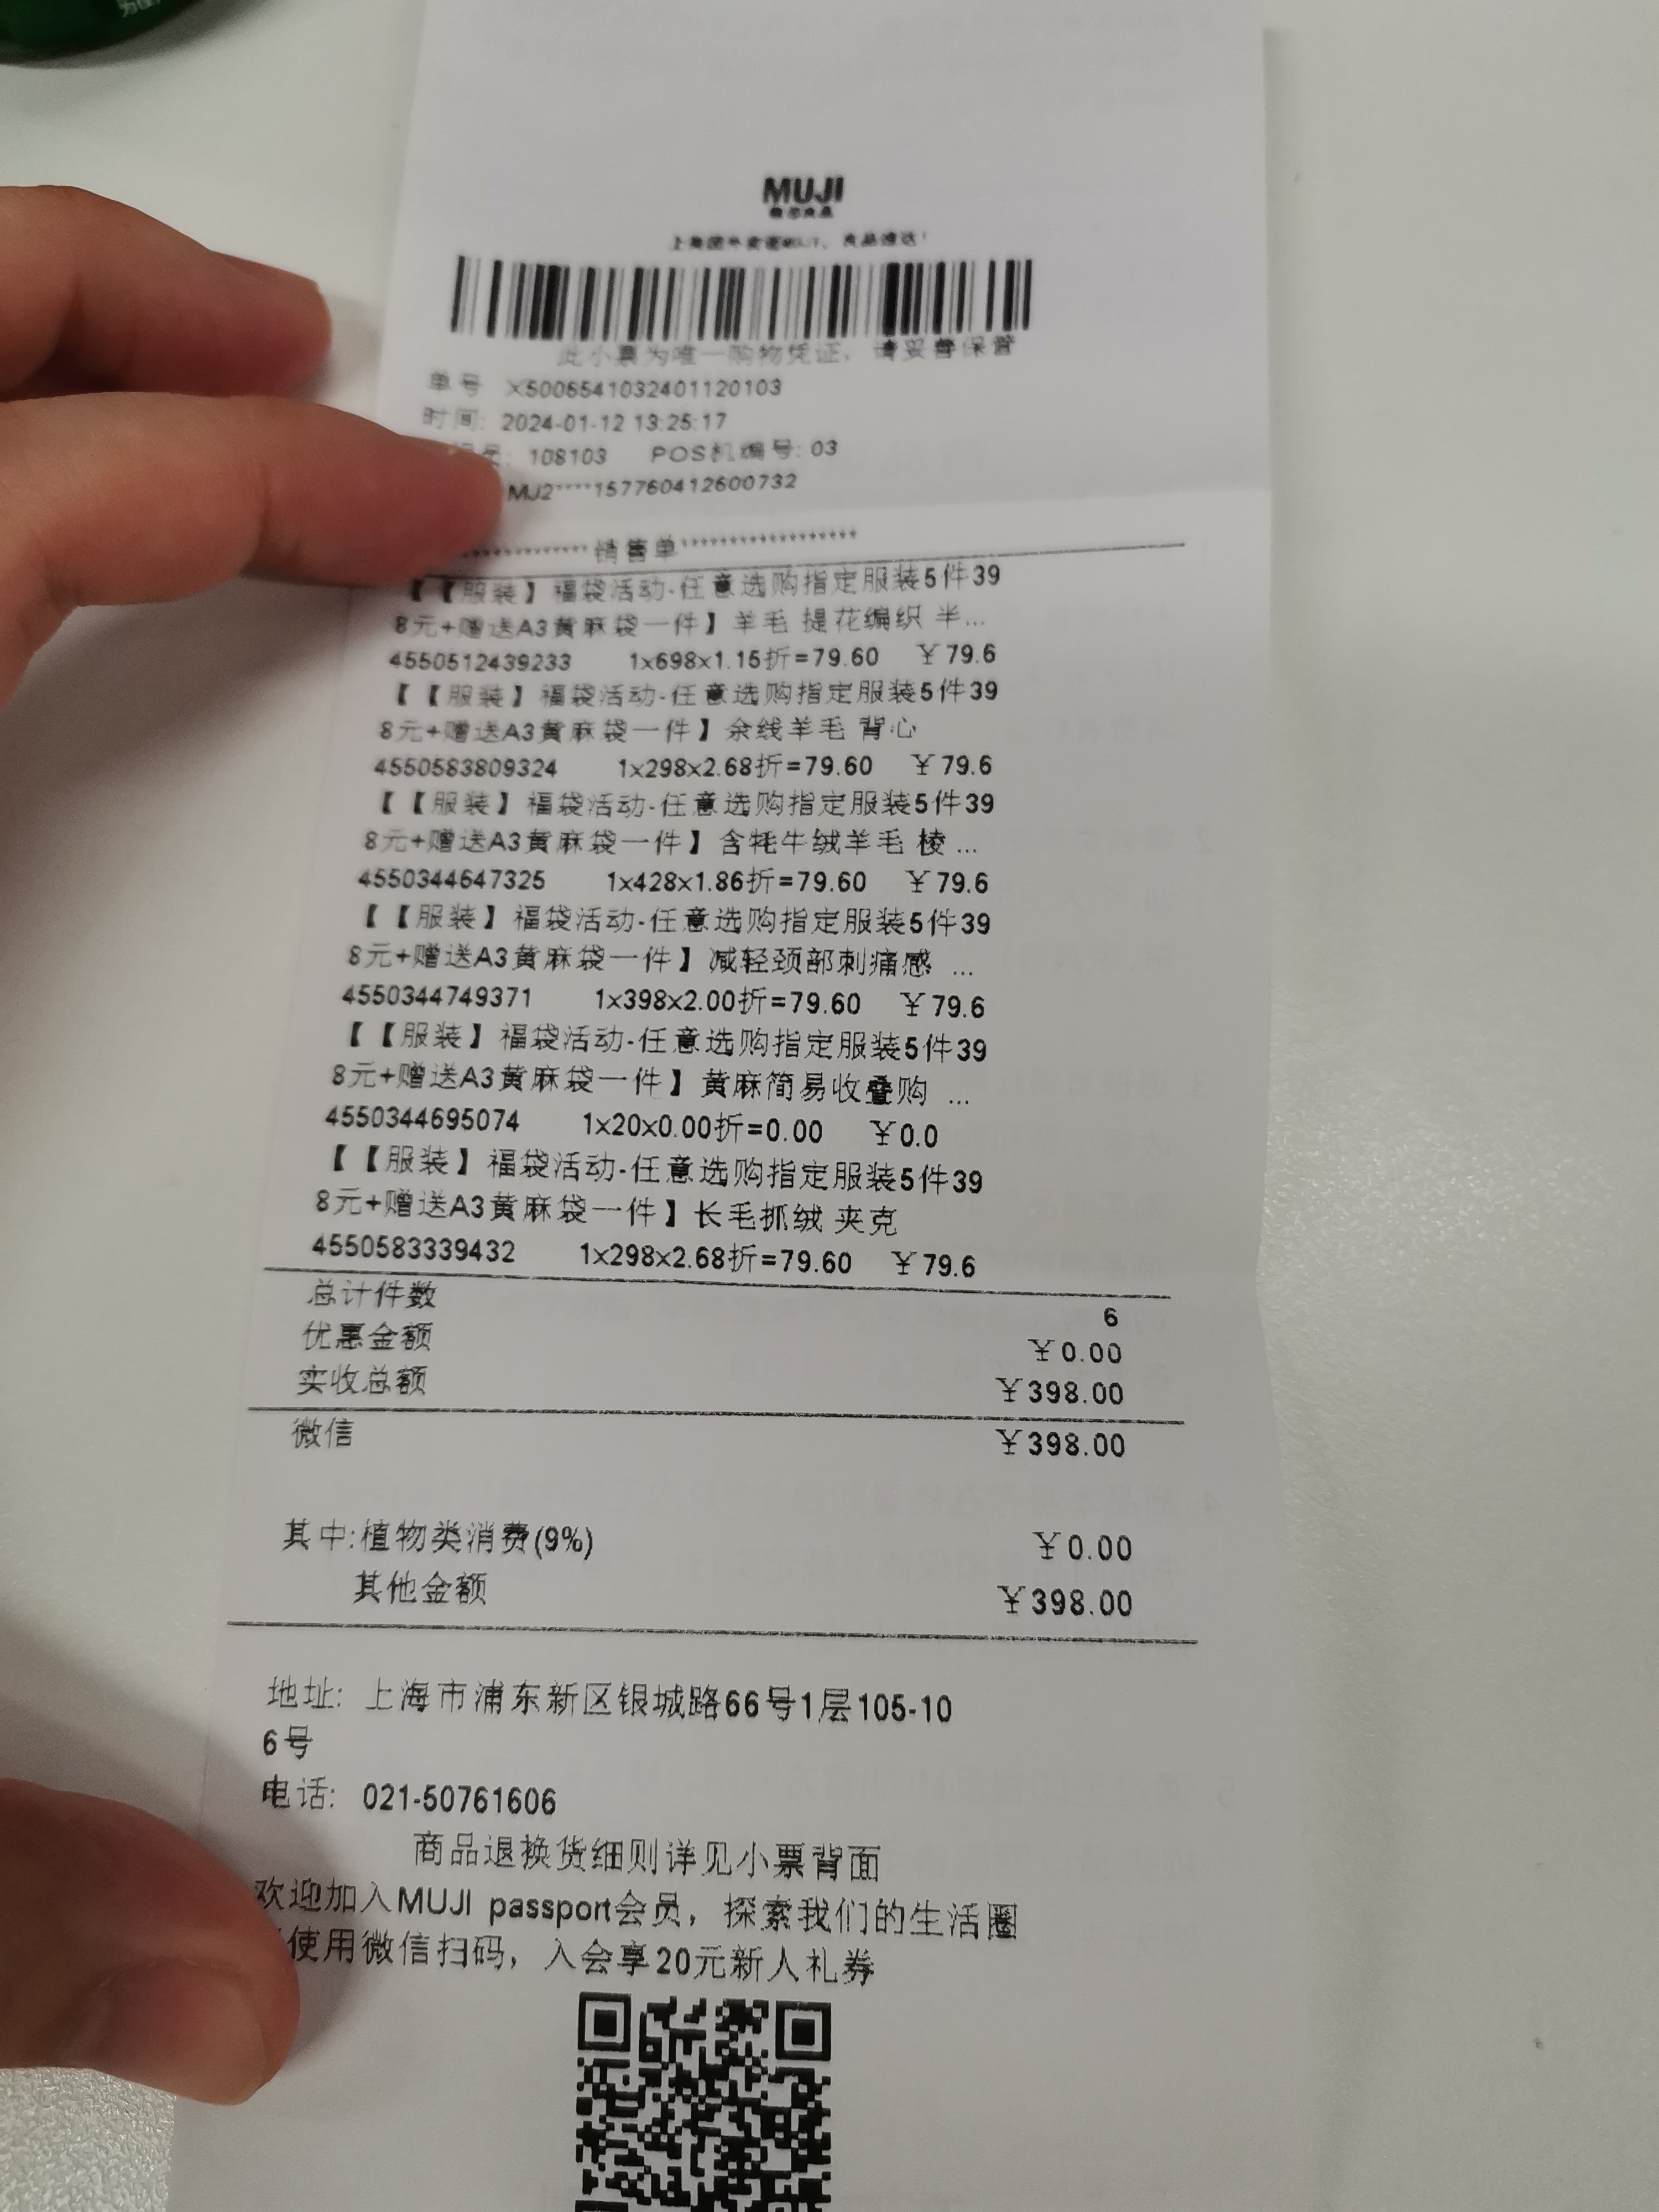 MUJI
无印良品
此小票为唯一购物凭证，请妥善保管
单号 X5006541032401120103
时间: 2024-01-12 13:25:17
: 108103 POS机编号: 03
MJ2****157760412600732
************销售单******************
【【服装】福袋活动-任意选购指定服装5件39
8元+赠送A3黄麻袋一件】羊毛 提花编织 半...
4550512439233 1x698x1.15折=79.60 ￥79.6
【【服装】福袋活动-任意选购指定服装5件39
8元+赠送A3黄麻袋一件】余线羊毛 背心
4550583809324 1x298x2.68折=79.60 ￥79.6
【【服装】福袋活动-任意选购指定服装5件39
8元+赠送A3黄麻袋一件】含牦牛绒羊毛 棱 ...
4550344647325 1x428x1.86折=79.60 ￥79.6
【【服装】福袋活动-任意选购指定服装5件39
8元+赠送A3黄麻袋一件】减轻颈部刺痛感 ...
4550344749371 1x398x2.00折=79.60 ￥79.6
【【服装】福袋活动-任意选购指定服装5件39
8元+赠送A3黄麻袋一件】黄麻简易收叠购 ...
4550344695074 1x20x0.00折=0.00 ￥0.0
【【服装】福袋活动-任意选购指定服装5件39
8元+赠送A3黄麻袋一件】长毛抓绒 夹克
4550583339432 1x298x2.68折=79.60 ￥79.6
总计件数 6
优惠金额 ￥0.00
实收总额 ￥398.00
微信 ￥398.00
其中:植物类消费(9%) ￥0.00
其他金额 ￥398.00
地址: 上海市浦东新区银城路66号1层105-10
6号
电话: 021-50761606
商品退换货细则详见小票背面
欢迎加入MUJI passport会员，探索我们的生活圈
使用微信扫码，入会享20元新人礼券